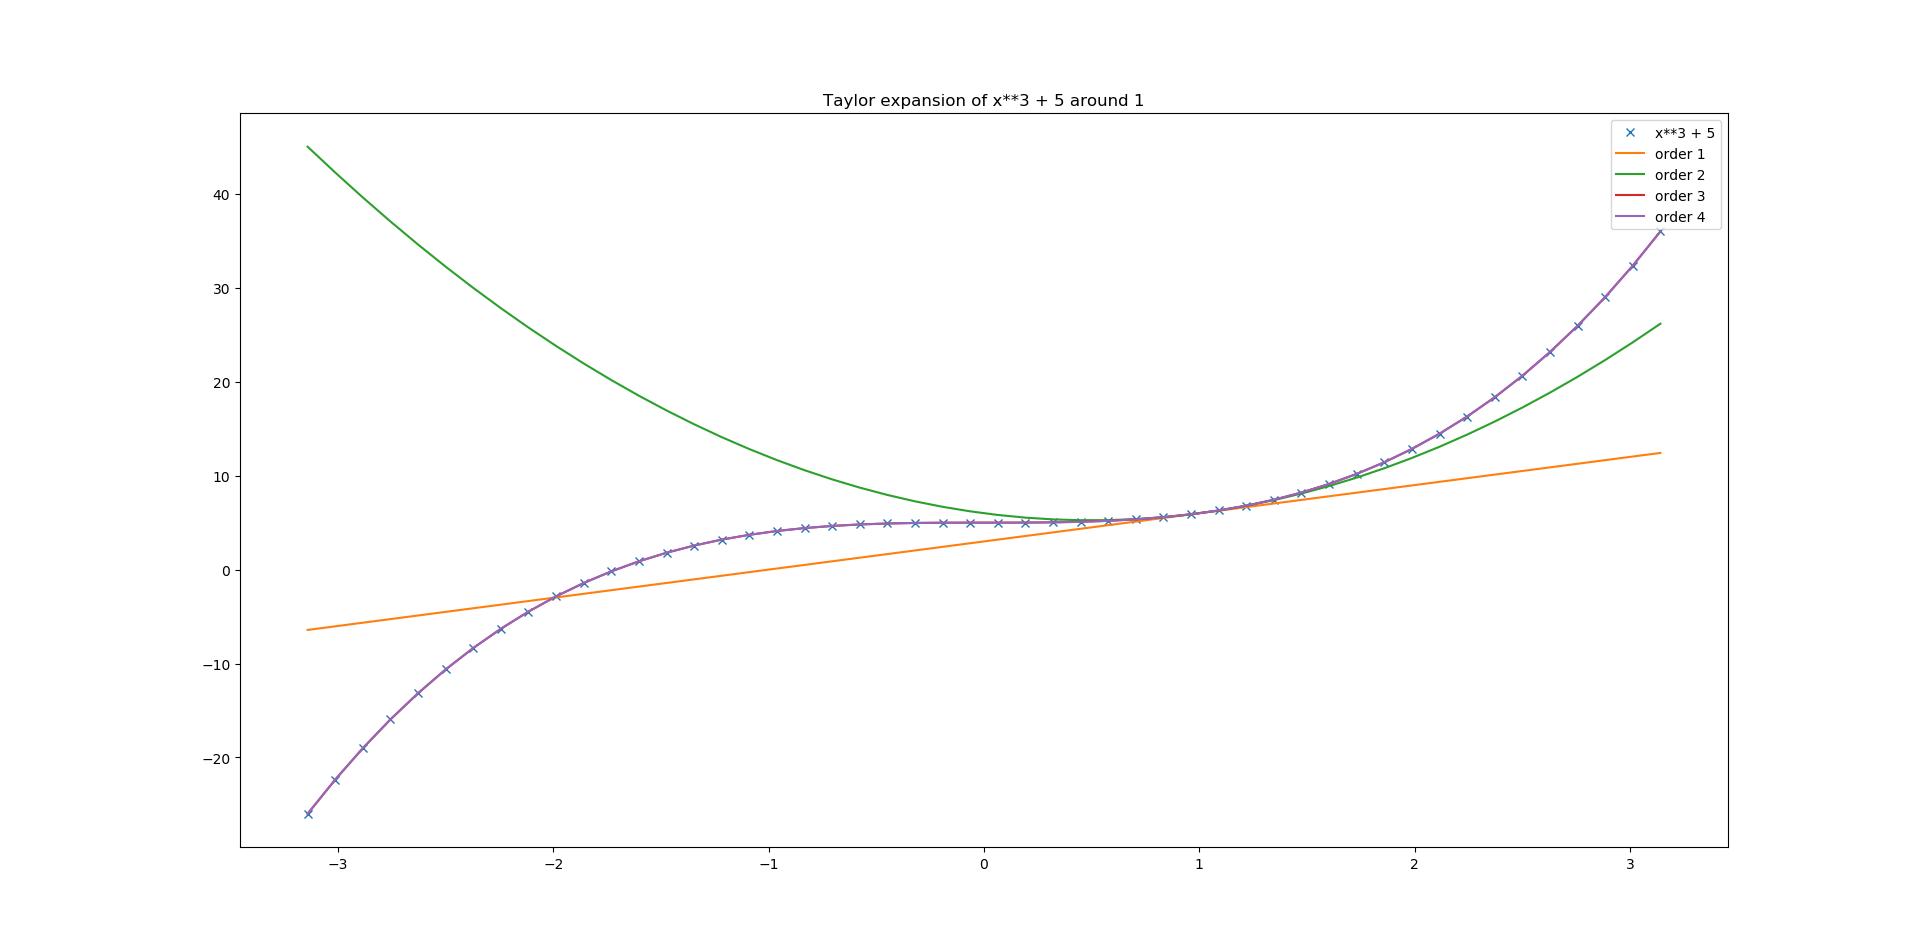 Taylor expansion of x**3 + 5 around 1
x**3 + 5
order 1
order 2
order 3
order 4
40
30
20
10
0
−10
−20
−3
−2
−1
0
1
2
3